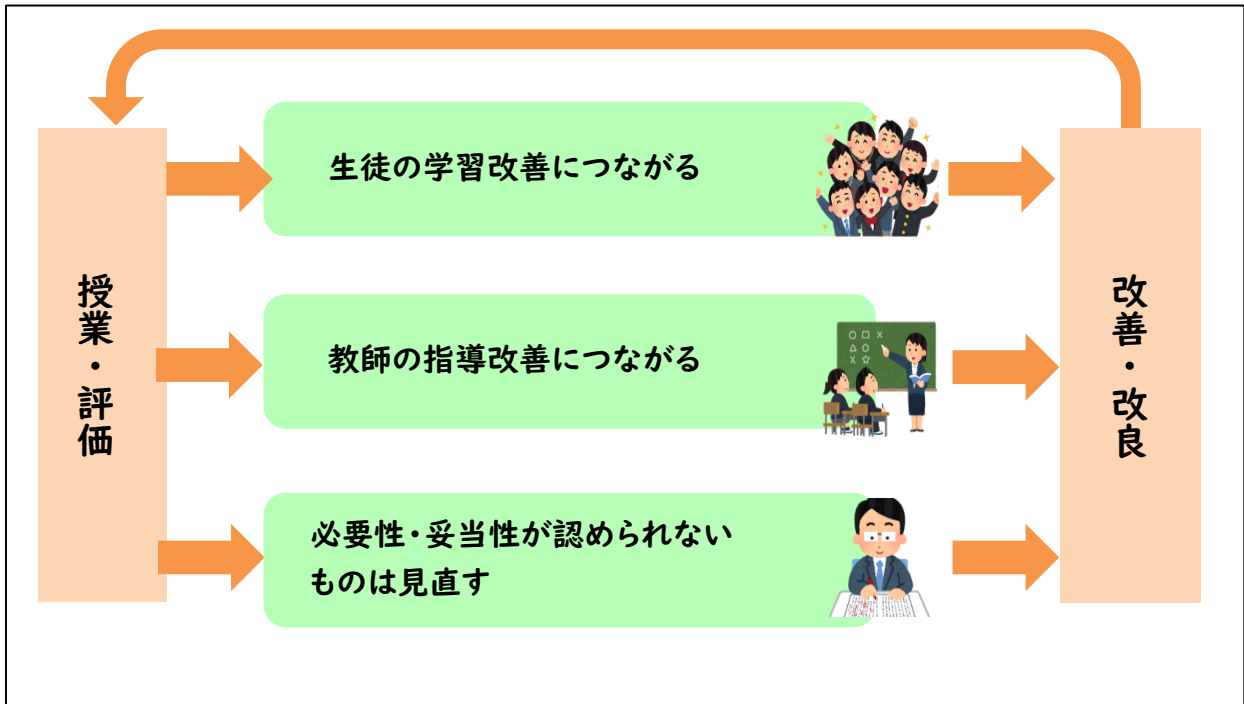 授業・評価
生徒の学習改善につながる
教師の指導改善につながる
必要性・妥当性が認められない
ものは見直す
改善・改良